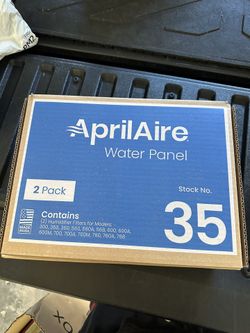 AprilAire
Water Panel
2 Pack
Stock No.
35
Contains
(2) Humidifier Filters for Models:
350, 360, 560, 560A, 568, 600, 600A,
600M, 700, 700A, 700M, 760, 760A, 768
MADE